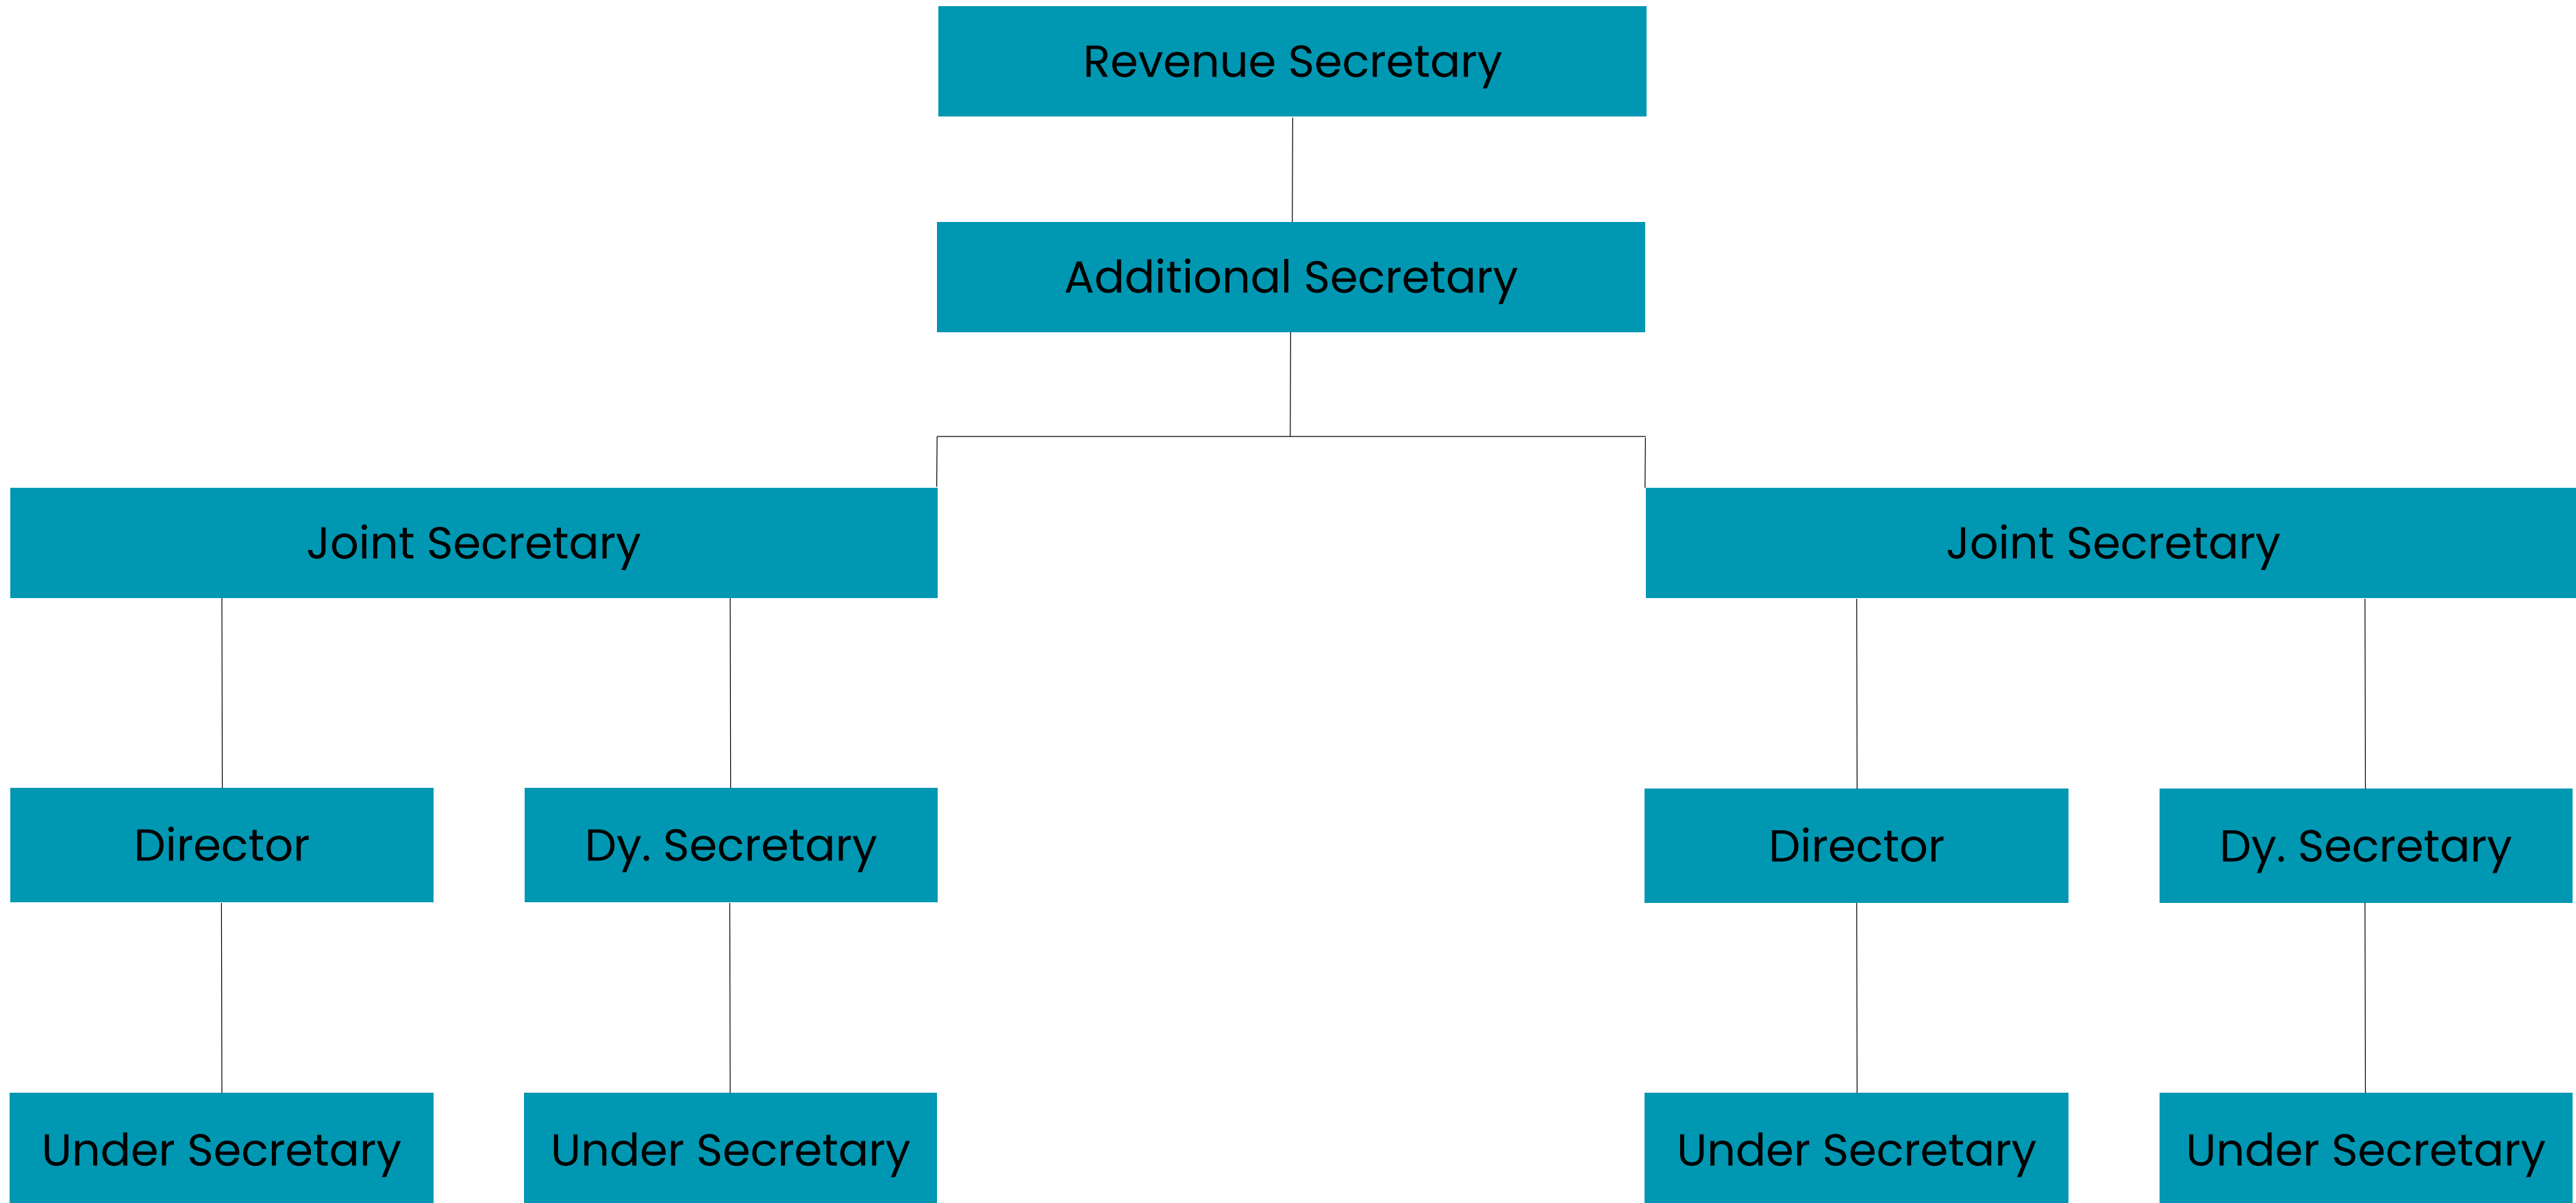 Revenue Secretary
Additional Secretary
Joint Secretary
Joint Secretary
Director
Dy. Secretary
Director
Dy. Secretary
Under Secretary
Under Secretary
Under Secretary
Under Secretary